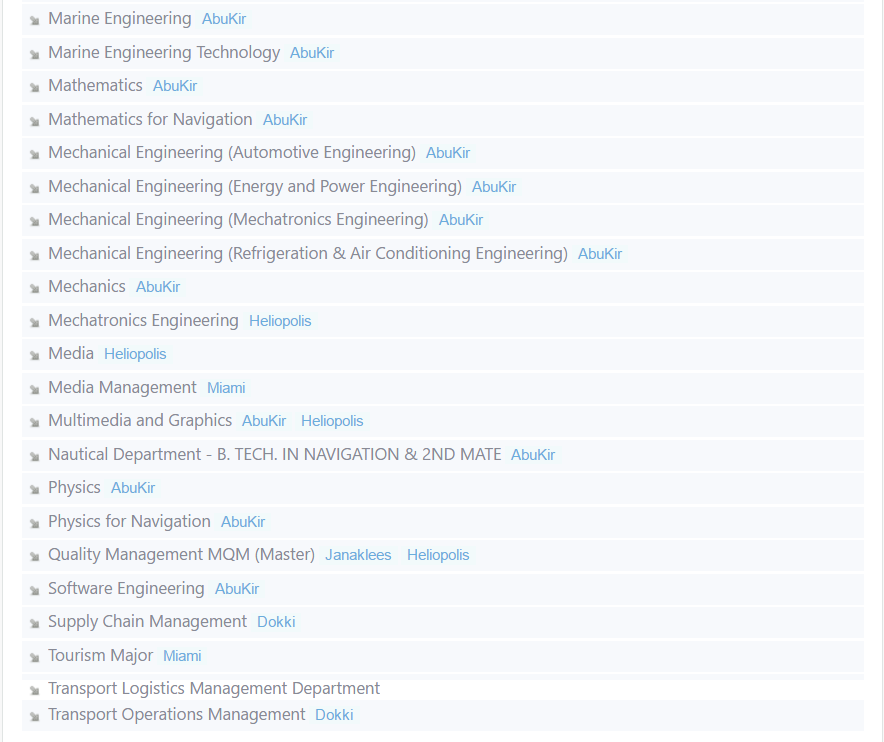 Marine Engineering AbuKir
Marine Engineering Technology AbuKir
Mathematics AbuKir
Mathematics for Navigation AbuKir
Mechanical Engineering (Automotive Engineering) AbuKir
Mechanical Engineering (Energy and Power Engineering) AbuKir
Mechanical Engineering (Mechatronics Engineering) AbuKir
Mechanical Engineering (Refrigeration & Air Conditioning Engineering) AbuKir
Mechanics AbuKir
Mechatronics Engineering Heliopolis
Media Heliopolis
Media Management Miami
Multimedia and Graphics AbuKir Heliopolis
Nautical Department - B. TECH. IN NAVIGATION & 2ND MATE AbuKir
Physics AbuKir
Physics for Navigation AbuKir
Quality Management MQM (Master) Janaklees Heliopolis
Software Engineering AbuKir
Supply Chain Management Dokki
Tourism Major Miami
Transport Logistics Management Department
Transport Operations Management Dokki